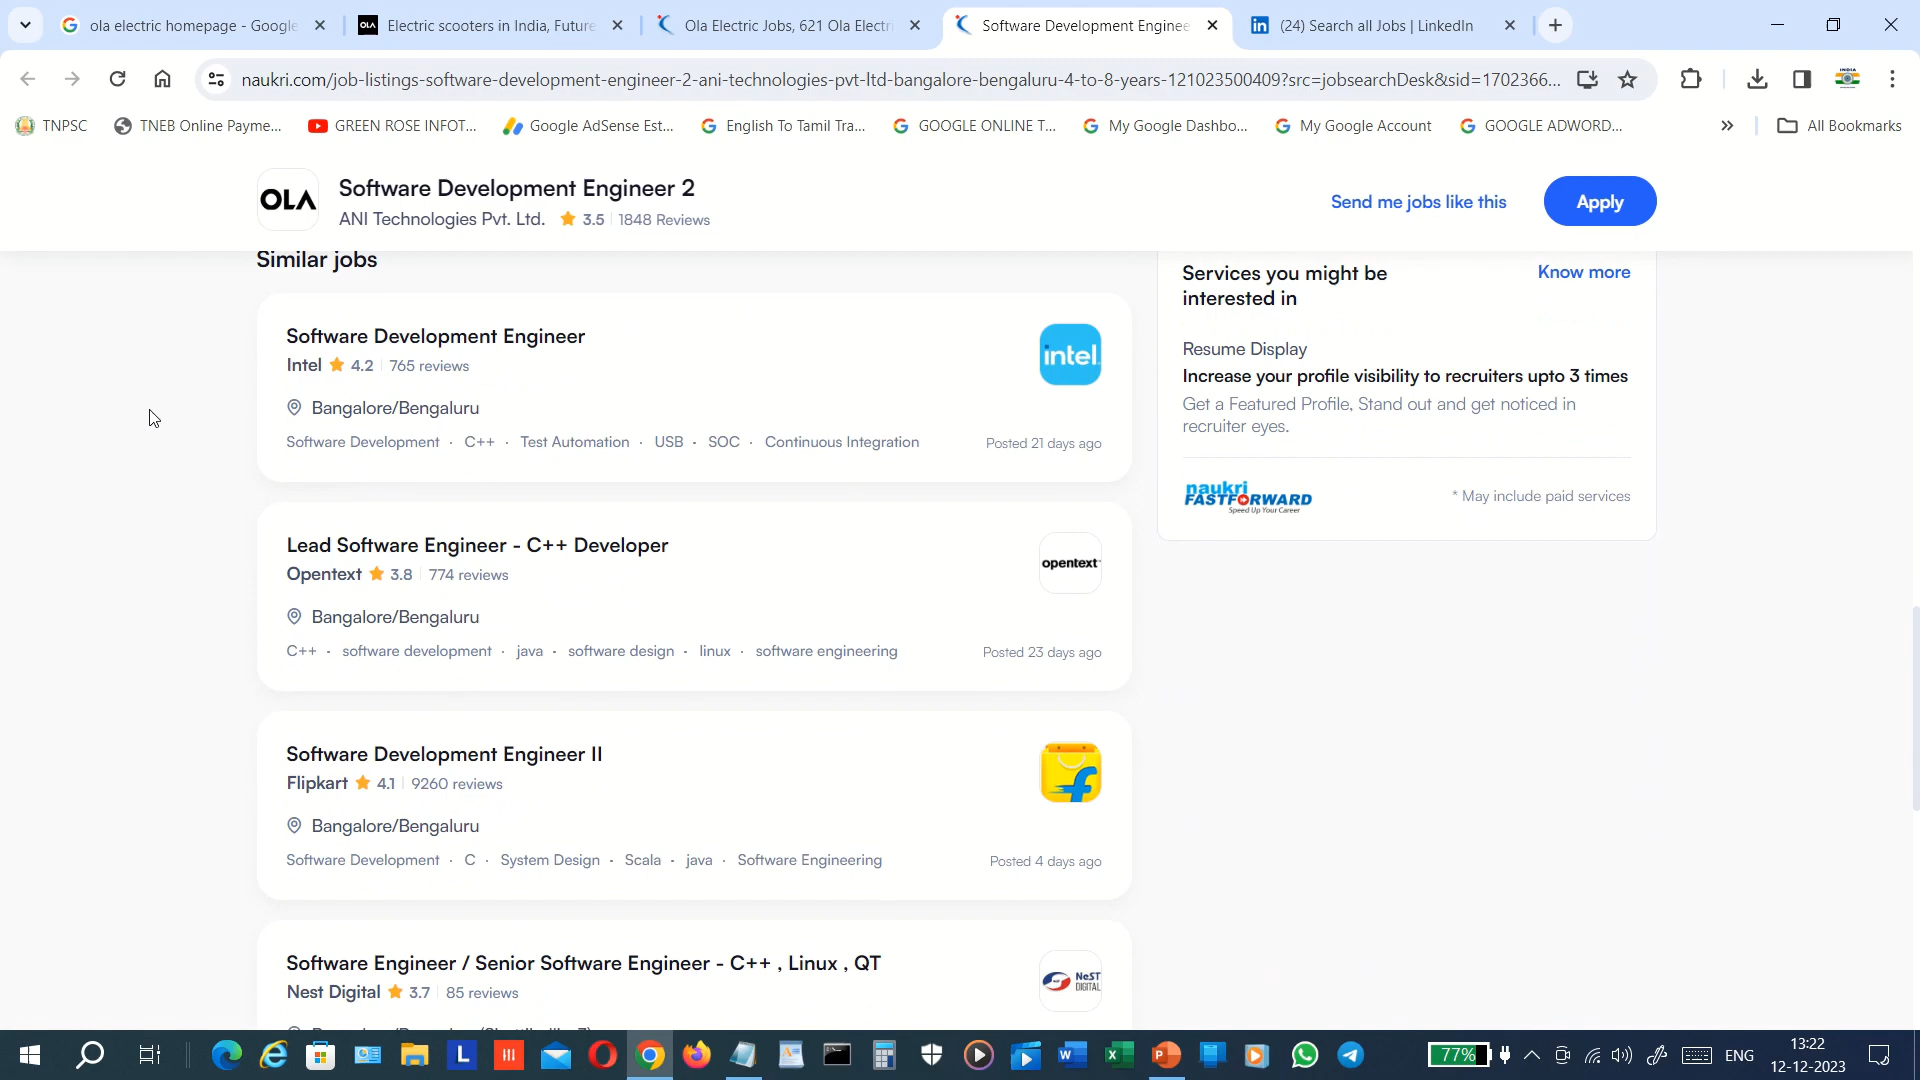 ola electric homepage - Google
Electric scooters in India, Future
Ola Electric Jobs, 621 Ola Electri
Software Development Enginee
(24) Search all Jobs | LinkedIn
naukri.com/job-listings-software-development-engineer-2-ani-technologies-pvt-ltd-bangalore-bengaluru-4-to-8-years-121023500409?src=jobsearchDesk&sid=1702366...
TNPSC
TNEB Online Payme...
GREEN ROSE INFOT...
Google AdSense Est...
English To Tamil Tra...
GOOGLE ONLINE T...
My Google Dashbo...
My Google Account
GOOGLE ADWORD...
All Bookmarks
OLA
Software Development Engineer 2
ANI Technologies Pvt. Ltd. 3.5 1848 Reviews
Send me jobs like this
Apply
Similar jobs
Software Development Engineer
Intel 4.2 765 reviews
intel.
Bangalore/Bengaluru
Software Development · C++ · Test Automation · USB · SOC · Continuous Integration
Posted 21 days ago
Lead Software Engineer - C++ Developer
Opentext 3.8 774 reviews
opentext
Bangalore/Bengaluru
C++ · software development · java · software design · linux · software engineering
Posted 23 days ago
Software Development Engineer II
Flipkart 4.1 9260 reviews
Bangalore/Bengaluru
Software Development · C · System Design · Scala · java · Software Engineering
Posted 4 days ago
Software Engineer / Senior Software Engineer - C++ , Linux , QT
Nest Digital 3.7 85 reviews
NeST
DIGITAL
Services you might be
interested in
Know more
Resume Display
Increase your profile visibility to recruiters upto 3 times
Get a Featured Profile, Stand out and get noticed in
recruiter eyes.
naukri
FASTFORWARD
Speed Up Your Career
* May include paid services
77%
ENG
13:22
12-12-2023